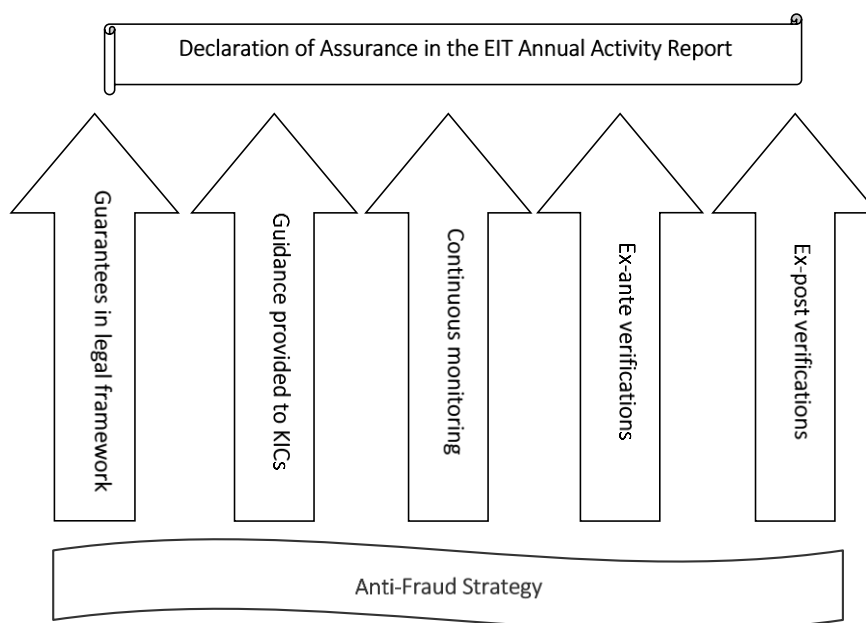 Declaration of Assurance in the EIT Annual Activity Report
Guarantees in legal framework
Guidance provided to KICs
Continuous monitoring
Ex-ante verifications
Ex-post verifications
Anti-Fraud Strategy